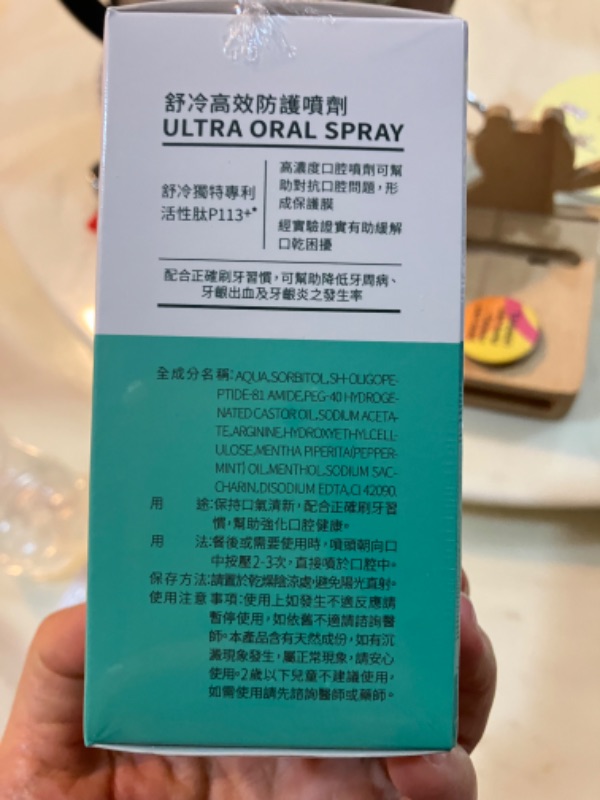 舒冷高效防護噴劑
ULTRA ORAL SPRAY
舒冷獨特專利
活性肽P113+*
高濃度口腔噴劑可幫
助對抗口腔問題，形
成保護膜
經實驗證實有助緩解
口乾困擾
配合正確刷牙習慣，可幫助降低牙周病、
牙齦出血及牙齦炎之發生率
全成分名稱:AQUA,SORBITOL,SH-OLIGOPE-
PTIDE-81 AMIDE,PEG-40 HYDROGE-
NATED CASTOR OIL,SODIUM ACETA-
TE,ARGININE,HYDROXYETHYLCELL-
ULOSE,MENTHA PIPERITA(PEPPER-
MINT) OIL,MENTHOL,SODIUM SAC-
CHARIN,DISODIUM EDTA,CI 42090.
用 途:保持口氣清新，配合正確刷牙習
慣，幫助強化口腔健康。
用 法:餐後或需要使用時，噴頭朝向口
中按壓2-3次，直接噴於口腔中。
保存方法:請置於乾燥陰涼處，避免陽光直射。
使用注意事項:使用上如發生不適反應請
暫停使用，如依舊不適請諮詢醫
師。本產品含有天然成份，如有沉
澱現象發生，屬正常現象，請安心
使用。2歲以下兒童不建議使用，
如需使用請先諮詢醫師或藥師。